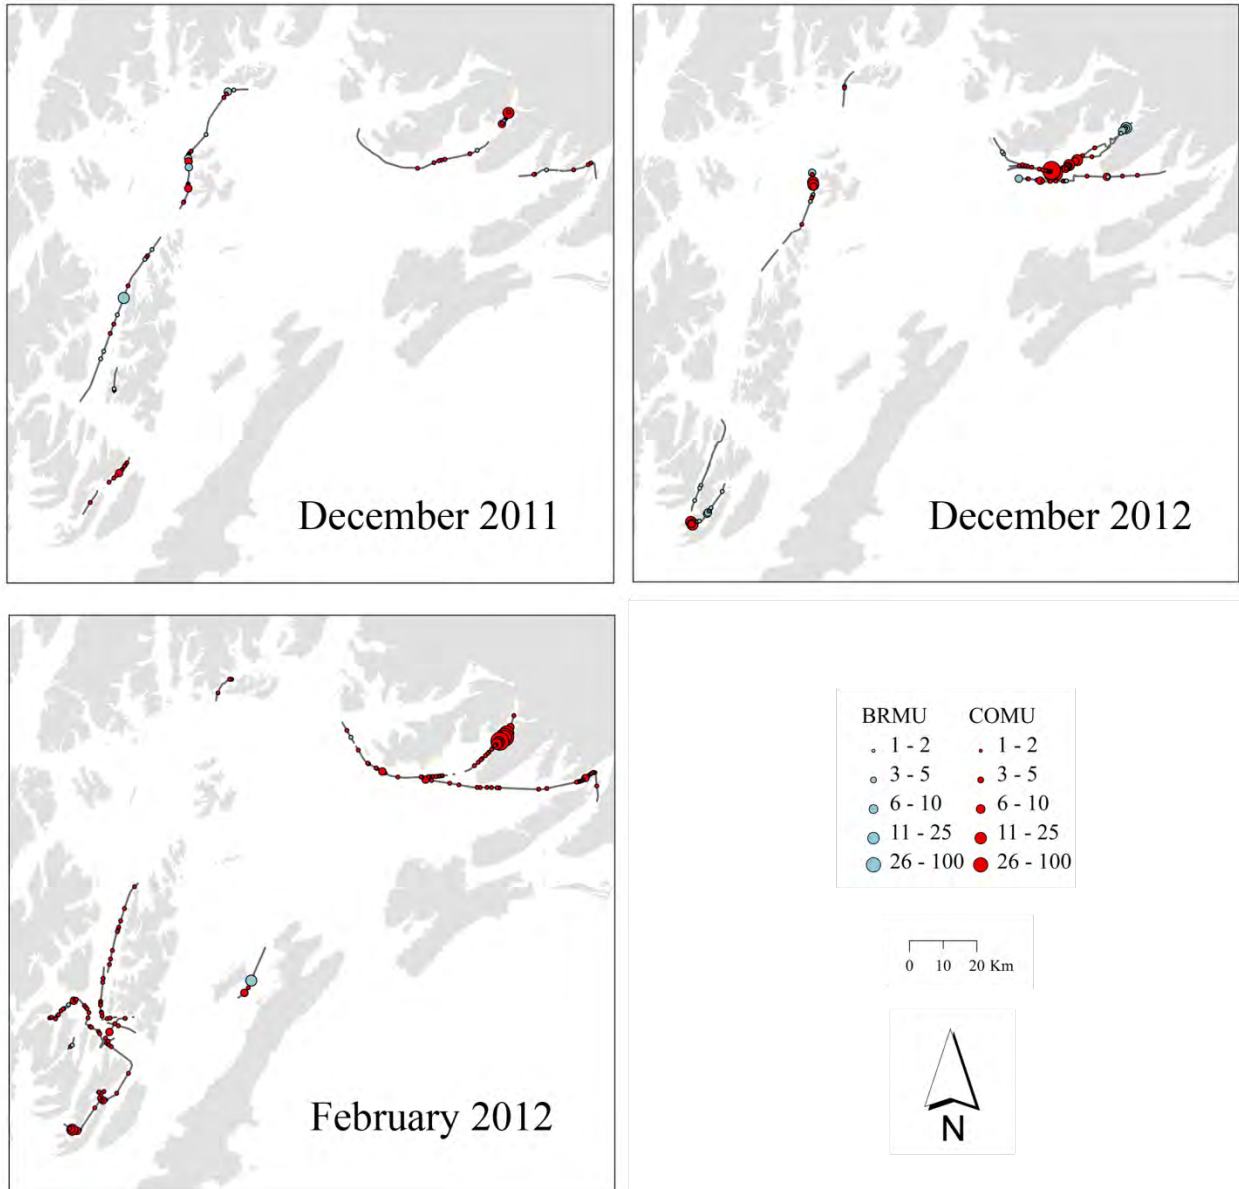 December 2011
December 2012
February 2012
BRMU COMU
1 - 2 1 - 2
3 - 5 3 - 5
6 - 10 6 - 10
11 - 25 11 - 25
26 - 100 26 - 100
0 10 20 Km
N